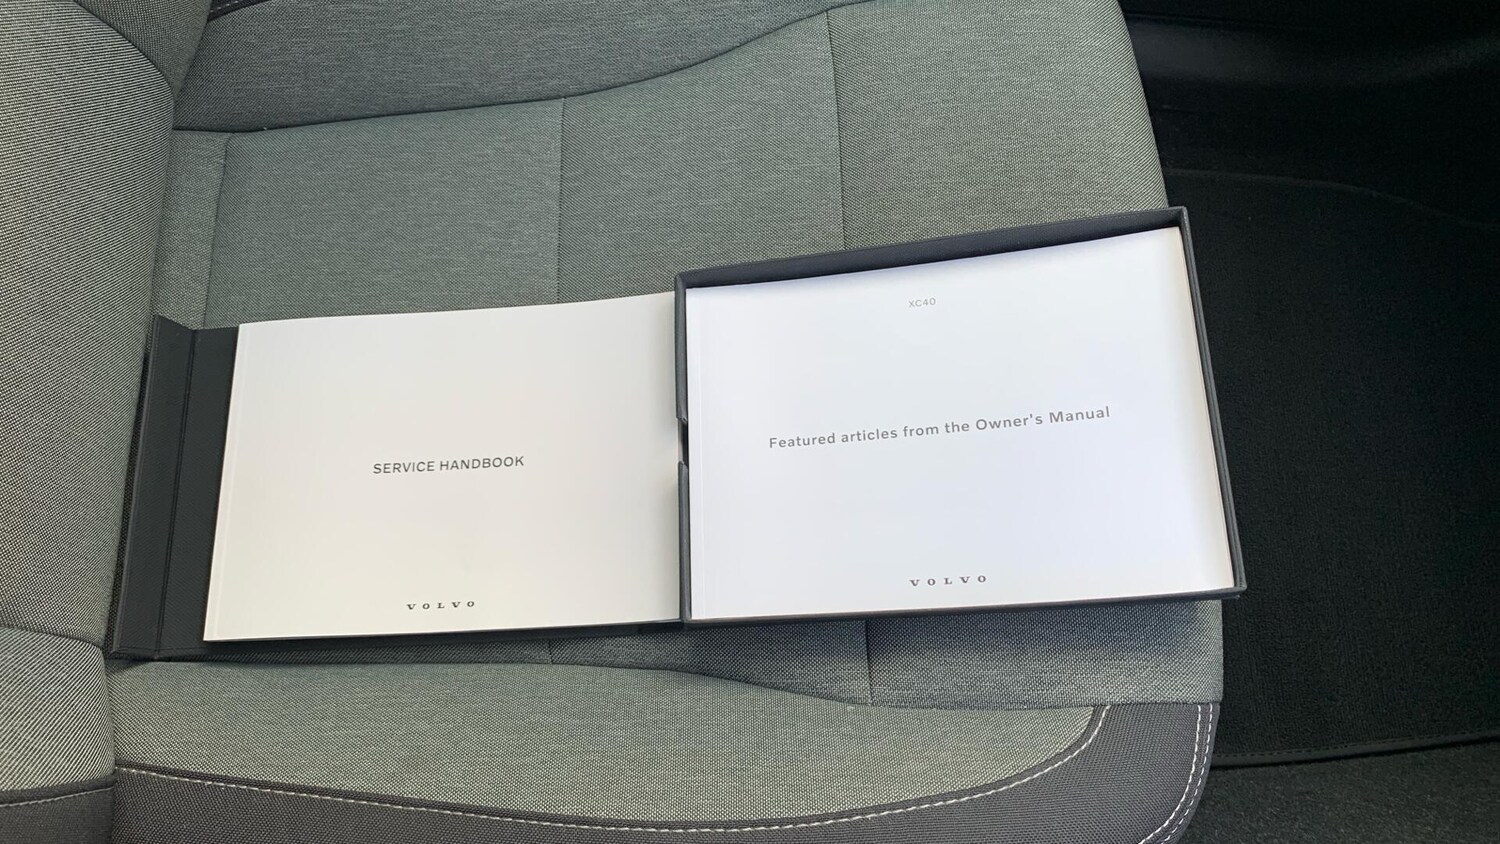 SERVICE HANDBOOK
VOLVO
XC40
Featured articles from the Owner's Manual
VOLVO